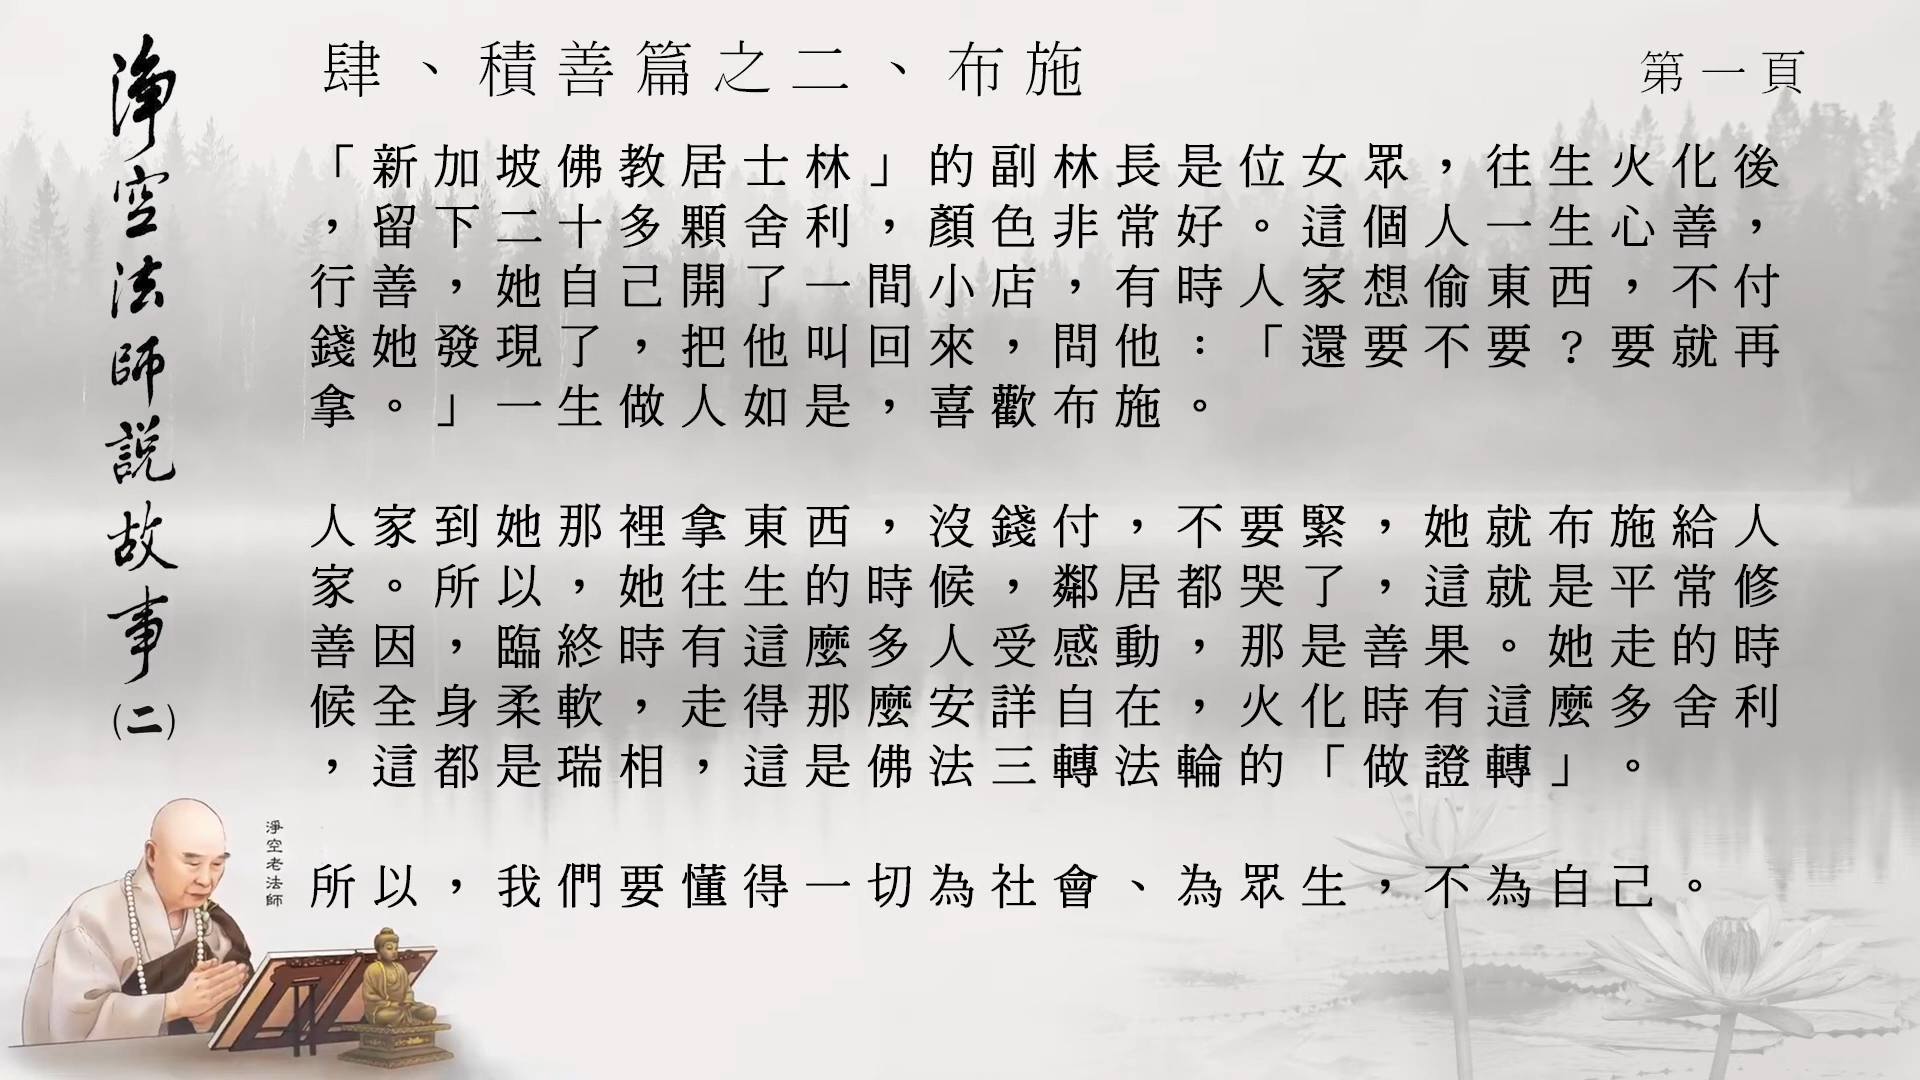 淨空法師説故事(二)
肆、積善篇之二、布施
第一頁
「新加坡佛教居士林」的副林長是位女眾，往生火化後
，留下二十多顆舍利，顏色非常好。這個人一生心善，
行善，她自己開了一間小店，有時人家想偷東西，不付
錢她發現了，把他叫回來，問他：「還要不要？要就再
拿。」一生做人如是，喜歡布施。
人家到她那裡拿東西，沒錢付，不要緊，她就布施給人
家。所以，她往生的時候，鄰居都哭了，這就是平常修
善因，臨終時有這麼多人受感動，那是善果。她走的時
候全身柔軟，走得那麼安詳自在，火化時有這麼多舍利
，這都是瑞相，這是佛法三轉法輪的「做證轉」。
所以，我們要懂得一切為社會、為眾生，不為自己。
淨空老法師